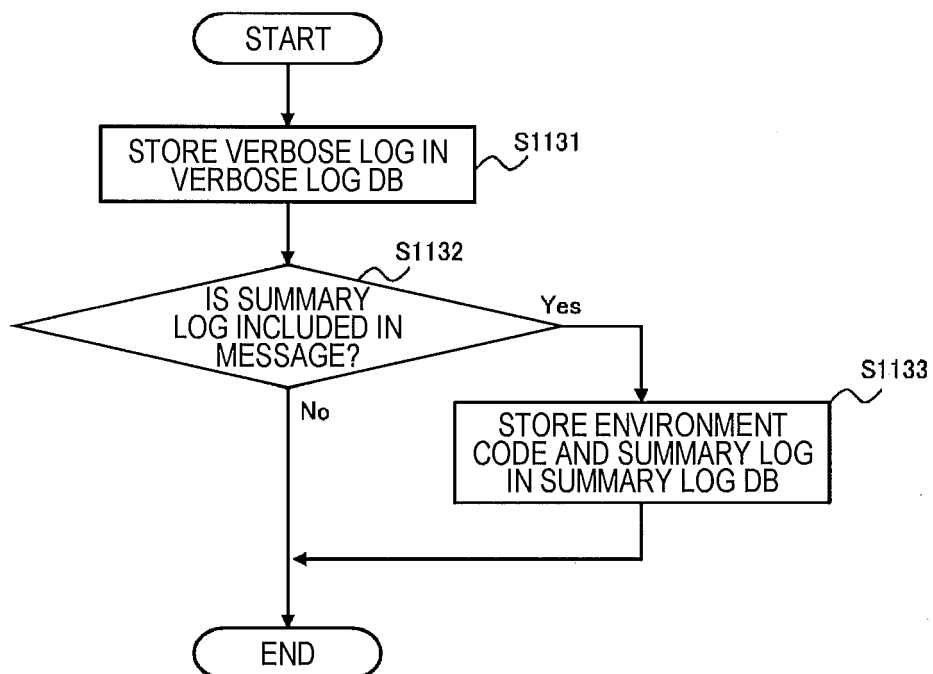 START
STORE VERBOSE LOG IN
VERBOSE LOG DB
S1131
S1132
IS SUMMARY
LOG INCLUDED IN
MESSAGE?
Yes
No
S1133
STORE ENVIRONMENT
CODE AND SUMMARY LOG
IN SUMMARY LOG DB
END